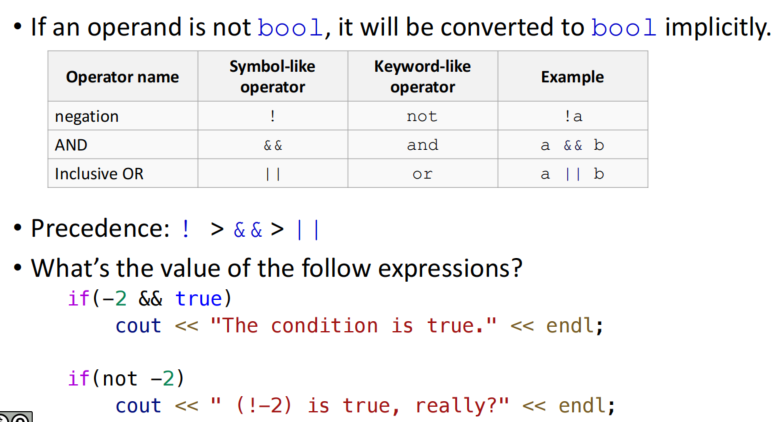 • If an operand is not bool, it will be converted to bool implicitly.
Operator name Symbol-like operator Keyword-like operator Example
negation ! not !a
AND && and a && b
Inclusive OR || or a || b
• Precedence: ! > && > ||
• What's the value of the follow expressions?
if(-2 && true)
cout << "The condition is true." << endl;
if(not -2)
cout << " (!-2) is true, really?" << endl;